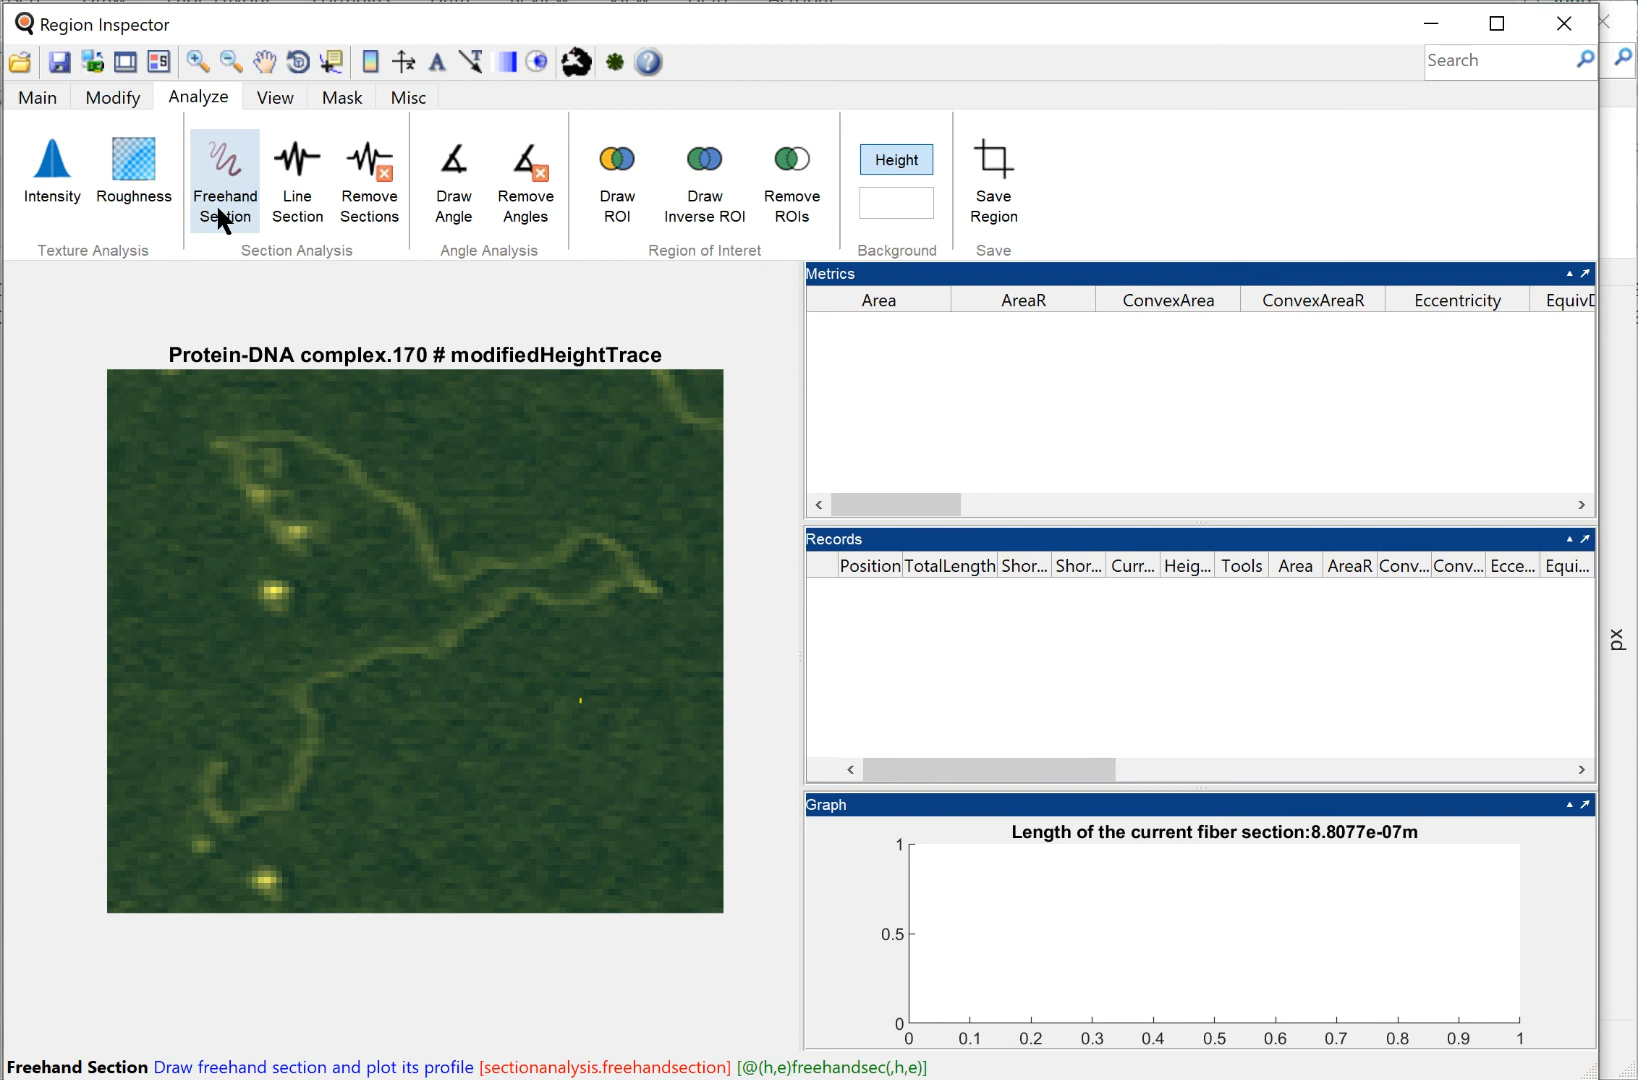 Region Inspector
Search
Main Modify Analyze View Mask Misc
Intensity Roughness Freehand Section Line Section Remove Sections Draw Angle Remove Angles Draw ROI Draw Inverse ROI Remove ROIs Height Save Region
Texture Analysis Section Analysis Angle Analysis Region of Interet Background Save
Metrics
Area AreaR ConvexArea ConvexAreaR Eccentricity EquivD
Protein-DNA complex.170 # modifiedHeightTrace
Records
Position TotalLength Shor... Shor... Curr... Heig... Tools Area AreaR Conv... Conv... Ecce... Equi...
px
Graph
Length of the current fiber section:8.8077e-07m
1
0.5
0
0 0.1 0.2 0.3 0.4 0.5 0.6 0.7 0.8 0.9 1
Freehand Section Draw freehand section and plot its profile [sectionanalysis.freehandsection] [@(h,e)freehandsec(,h,e)]